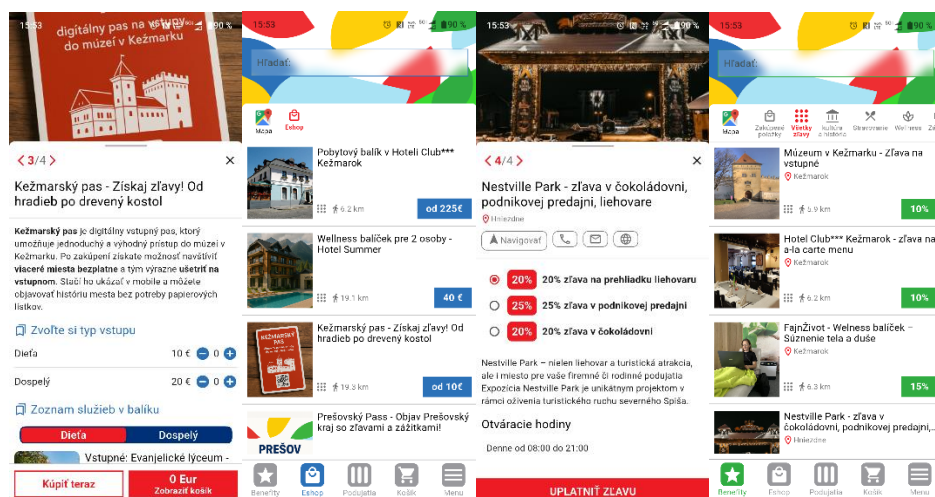 15:53
90 %
digitálny pas na vstupy
do múzeí v Kežmarku
< 3/4 >
×
Kežmarský pas - Získaj zľavy! Od
hradieb po drevený kostol
Kežmarský pas je digitálny vstupný pas, ktorý
umožňuje jednoduchý a výhodný prístup do múzeí v
Kežmarku. Po zakúpení získate možnosť navštíviť
viaceré miesta bezplatne a tým výrazne ušetriť na
vstupnom. Stačí ho ukázať v mobile a môžete
objavovať históriu mesta bez potreby papierových
lístkov.
Zvoľte si typ vstupu
Dieťa 10 € 0
Dospelý 20 € 0
Zoznam služieb v balíku
Dieťa Dospelý
Vstupné: Evanjelické lýceum -
Kúpiť teraz
0 Eur
Zobraziť košík
15:53
90 %
Hľadať:
Mapa
Eshop
Pobytový balík v Hoteli Club***
Kežmarok
6.2 km
od 225€
Wellness balíček pre 2 osoby -
Hotel Summer
19.1 km
40 €
KEŽMARSKÝ
PAS
Kežmarský pas - Získaj zľavy! Od
hradieb po drevený kostol
19.3 km
od 10€
PREŠOV
Prešovský Pass - Objav Prešovský
kraj so zľavami a zážitkami!
Benefity
Eshop
Podujatia
Košík
Menu
15:53
90 %
< 4/4 >
×
Nestville Park - zľava v čokoládovni,
podnikovej predajni, liehovare
Hniezdne
Navigovať
20% 20% zľava na prehliadku liehovaru
25% 25% zľava v podnikovej predajni
20% 20% zľava v čokoládovni
Nestville Park – nielen liehovar a turistická atrakcia,
ale i miesto pre vaše firemné či rodinné podujatia
Expozícia Nestville Park je unikátnym projektom v
rámci oživenia turistického ruchu severného Spiša.
Otváracie hodiny
Denne od 08:00 do 21:00
UPLATNIŤ ZĽAVU
15:53
90 %
Hľadať:
Mapa
Zakúpené
položky
Všetky
zľavy
kultúra
a história
Stravovanie
Wellness
Múzeum v Kežmarku - Zľava na
vstupné
Kežmarok
5.9 km
10%
Hotel Club*** Kežmarok - zľava na
a-la carte menu
Kežmarok
6.2 km
10%
FajnŽivot - Welness balíček –
Súznenie tela a duše
Kežmarok
6.3 km
15%
Nestville Park - zľava v
čokoládovni, podnikovej predajni,..
Hniezdne
Benefity
Eshop
Podujatia
Košík
Menu